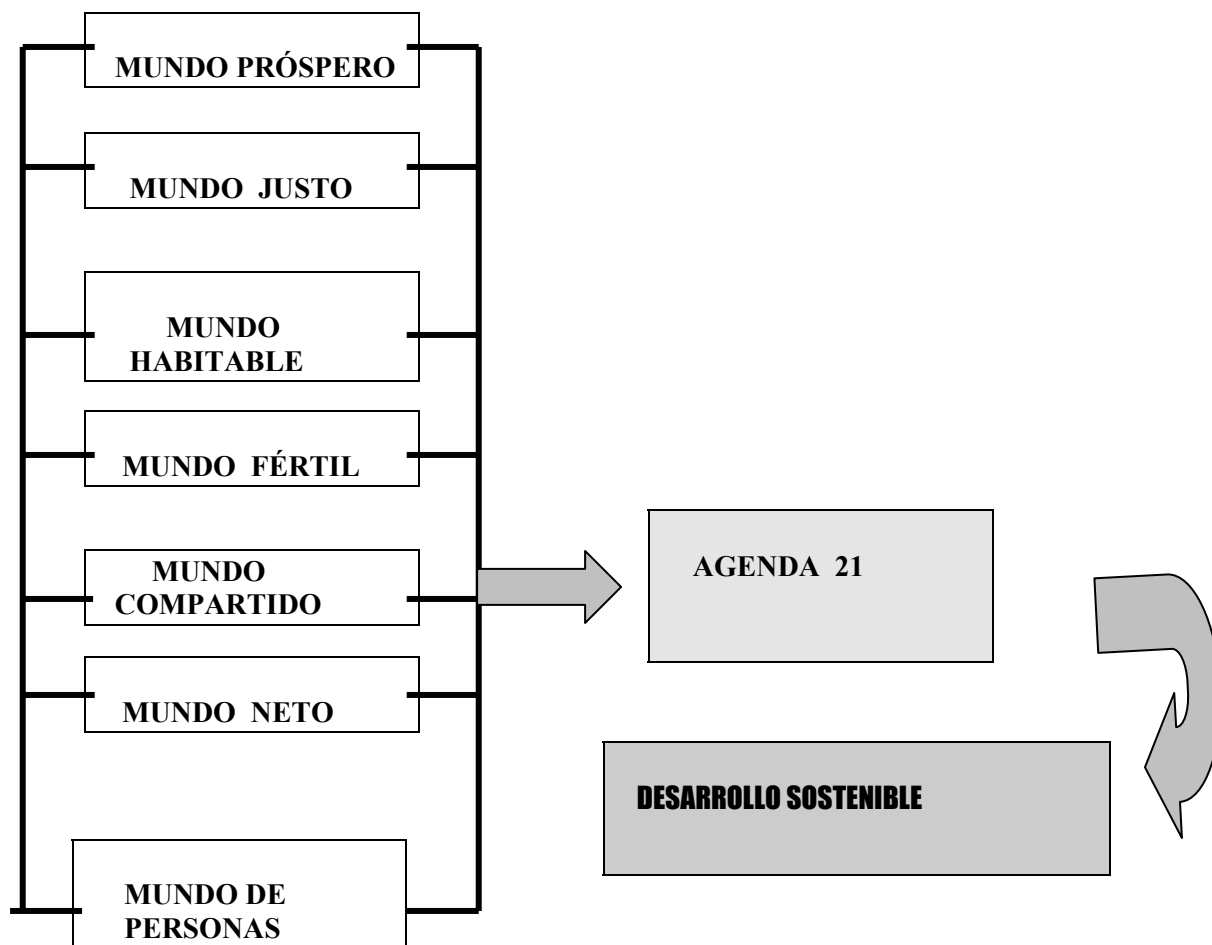 MUNDO PRÓSPERO
MUNDO JUSTO
MUNDO
HABITABLE
MUNDO FÉRTIL
MUNDO
COMPARTIDO
MUNDO NETO
MUNDO DE
PERSONAS
AGENDA 21
DESARROLLO SOSTENIBLE